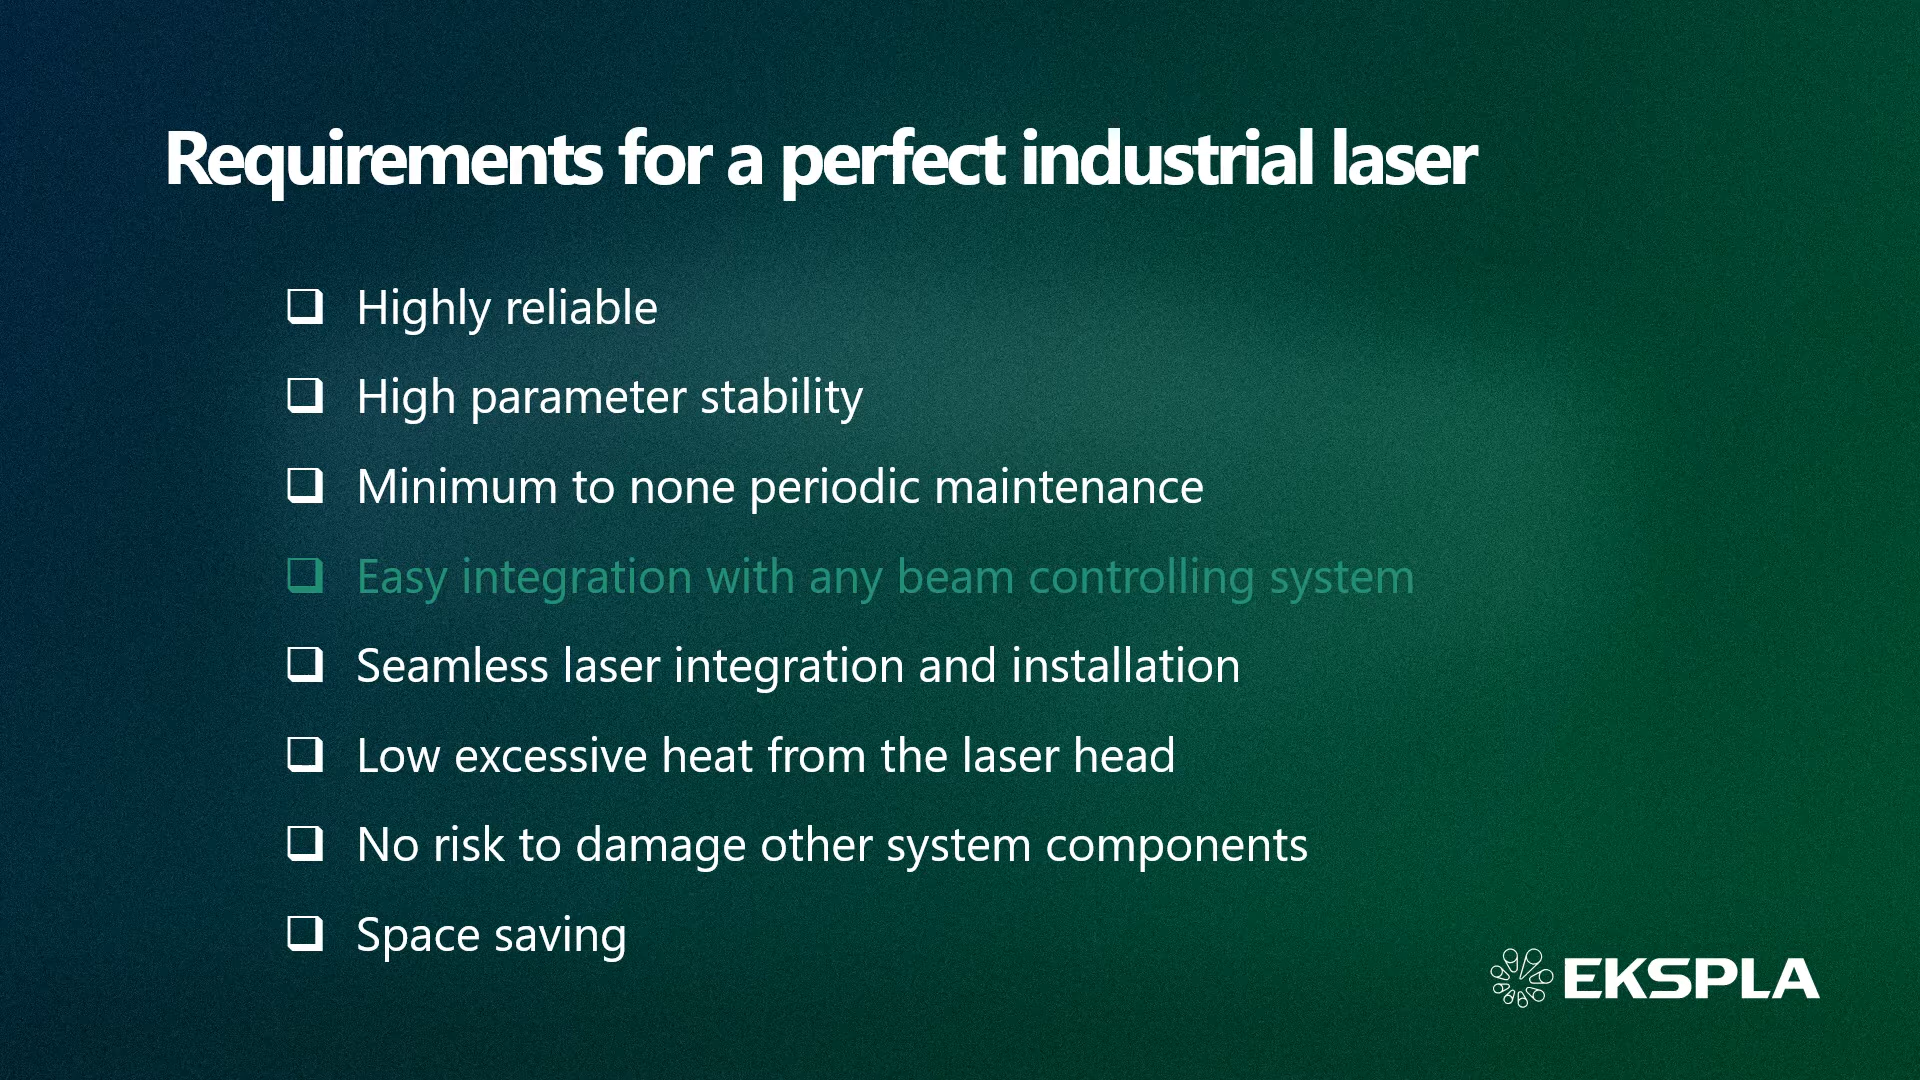 Requirements for a perfect industrial laser
❑ Highly reliable
❑ High parameter stability
❑ Minimum to none periodic maintenance
❑ Easy integration with any beam controlling system
❑ Seamless laser integration and installation
❑ Low excessive heat from the laser head
❑ No risk to damage other system components
❑ Space saving
EKSPLA